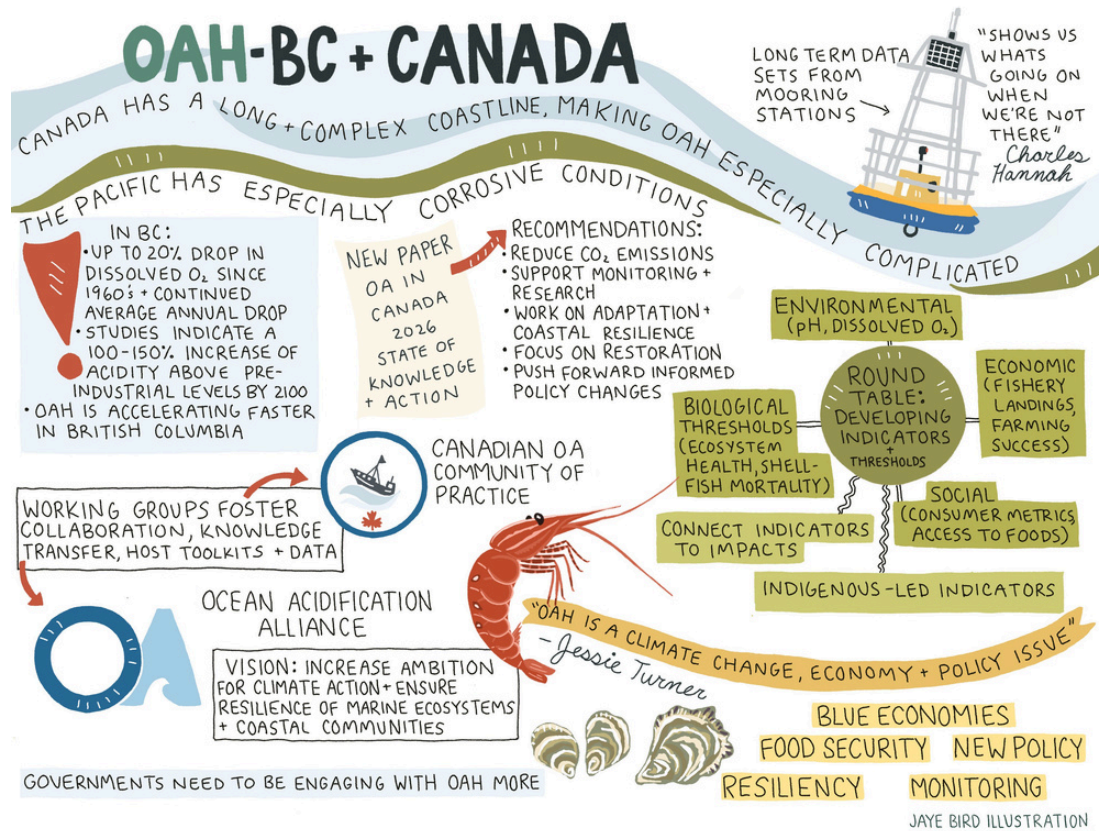 OAH-BC + CANADA
CANADA HAS A LONG + COMPLEX COASTLINE, MAKING OAH ESPECIALLY COMPLICATED
LONG TERM DATA
SETS FROM
MOORING
STATIONS
"SHOWS US
WHATS
GOING ON
WHEN
WE'RE NOT
THERE"
Charles
Hannah
THE PACIFIC HAS ESPECIALLY CORROSIVE CONDITIONS
IN BC:
• UP TO 20% DROP IN
DISSOLVED O₂ SINCE
1960's + CONTINUED
AVERAGE ANNUAL DROP
• STUDIES INDICATE A
100-150% INCREASE OF
ACIDITY ABOVE PRE-
INDUSTRIAL LEVELS BY 2100
• OAH IS ACCELERATING FASTER
IN BRITISH COLUMBIA
NEW PAPER
OA IN
CANADA
2026
STATE OF
KNOWLEDGE
+ ACTION
RECOMMENDATIONS:
• REDUCE CO₂ EMISSIONS
• SUPPORT MONITORING +
RESEARCH
• WORK ON ADAPTATION +
COASTAL RESILIENCE
• FOCUS ON RESTORATION
• PUSH FORWARD INFORMED
POLICY CHANGES
ROUND
TABLE:
DEVELOPING
INDICATORS
+
THRESHOLDS
ENVIRONMENTAL
(pH, DISSOLVED O₂)
ECONOMIC
(FISHERY
LANDINGS,
FARMING
SUCCESS)
BIOLOGICAL
THRESHOLDS
(ECOSYSTEM
HEALTH, SHELL-
FISH MORTALITY)
SOCIAL
(CONSUMER METRICS,
ACCESS TO FOODS)
CONNECT INDICATORS
TO IMPACTS
INDIGENOUS-LED INDICATORS
CANADIAN OA
COMMUNITY OF
PRACTICE
WORKING GROUPS FOSTER
COLLABORATION, KNOWLEDGE
TRANSFER, HOST TOOLKITS + DATA
OA
OCEAN ACIDIFICATION
ALLIANCE
VISION: INCREASE AMBITION
FOR CLIMATE ACTION + ENSURE
RESILIENCE OF MARINE ECOSYSTEMS
+ COASTAL COMMUNITIES
"OAH IS A CLIMATE CHANGE, ECONOMY + POLICY ISSUE"
- Jessie Turner
BLUE ECONOMIES
FOOD SECURITY
NEW POLICY
RESILIENCY
MONITORING
GOVERNMENTS NEED TO BE ENGAGING WITH OAH MORE
JAYE BIRD ILLUSTRATION